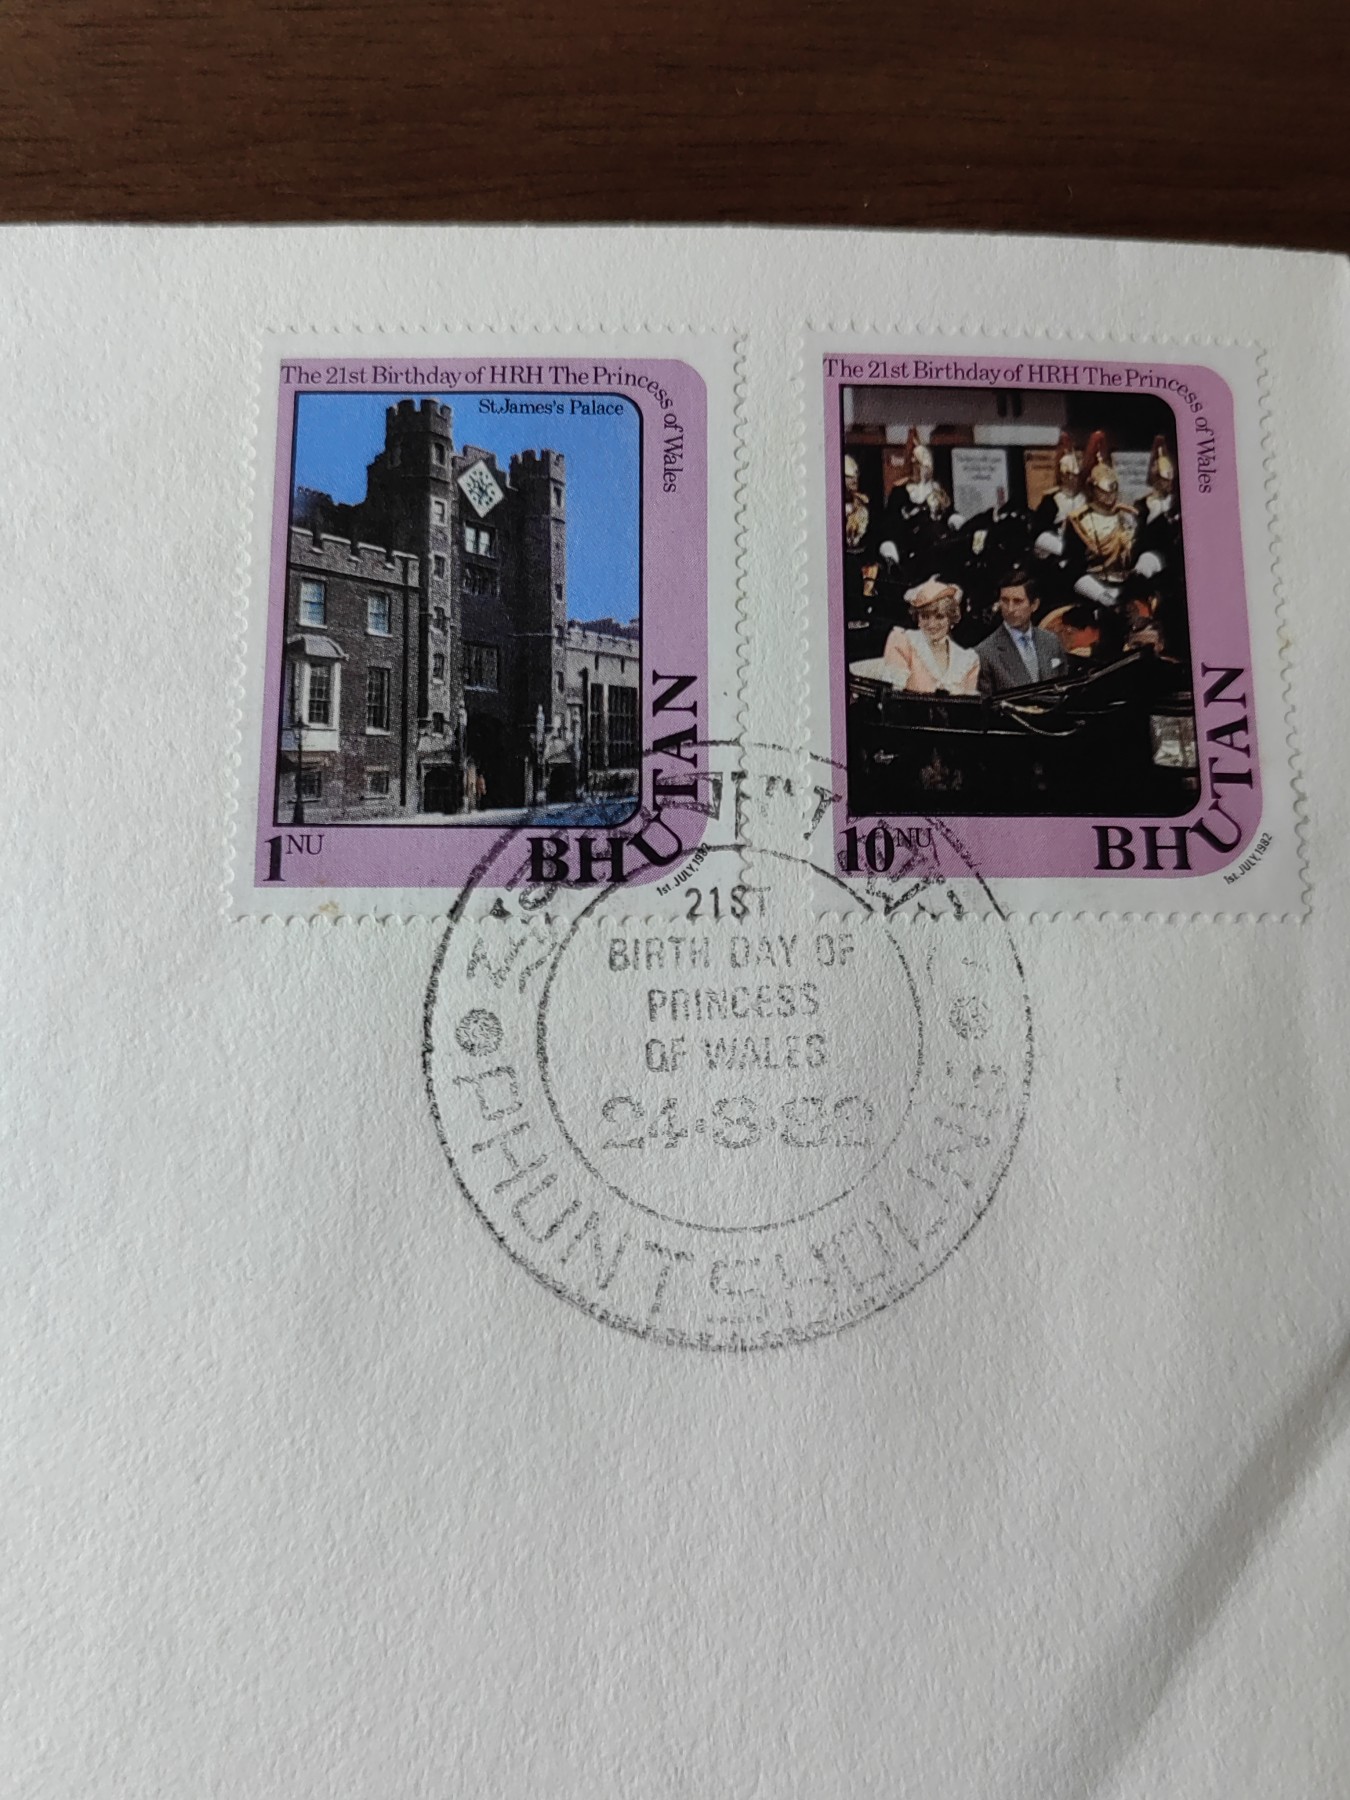 The 21st Birthday of HRH The Princess of Wales
St.James's Palace
1NU
BHUTAN
1st JULY, 1982
The 21st Birthday of HRH The Princess of Wales
10NU
BHUTAN
1st JULY, 1982
21ST
BIRTH DAY OF
PRINCESS
OF WALES
24·8·82
PHUNTSHOLING